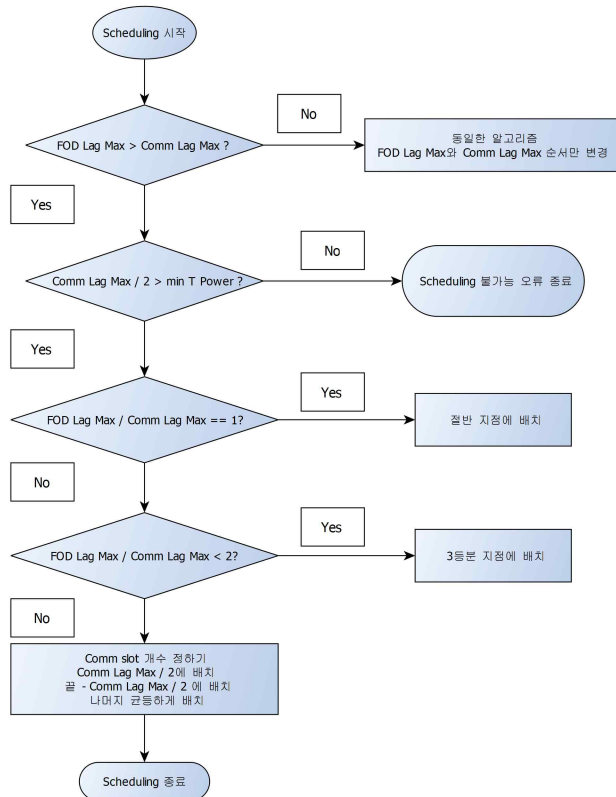 Scheduling 시작
No
FOD Lag Max > Comm Lag Max ?
동일한 알고리즘
FOD Lag Max와 Comm Lag Max 순서만 변경
Yes
No
Comm Lag Max / 2 > min T Power ?
Scheduling 불가능 오류 종료
Yes
Yes
FOD Lag Max / Comm Lag Max == 1?
절반 지점에 배치
No
Yes
FOD Lag Max / Comm Lag Max < 2?
3등분 지점에 배치
No
Comm slot 개수 정하기
Comm Lag Max / 2에 배치
끝 - Comm Lag Max / 2 에 배치
나머지 균등하게 배치
Scheduling 종료